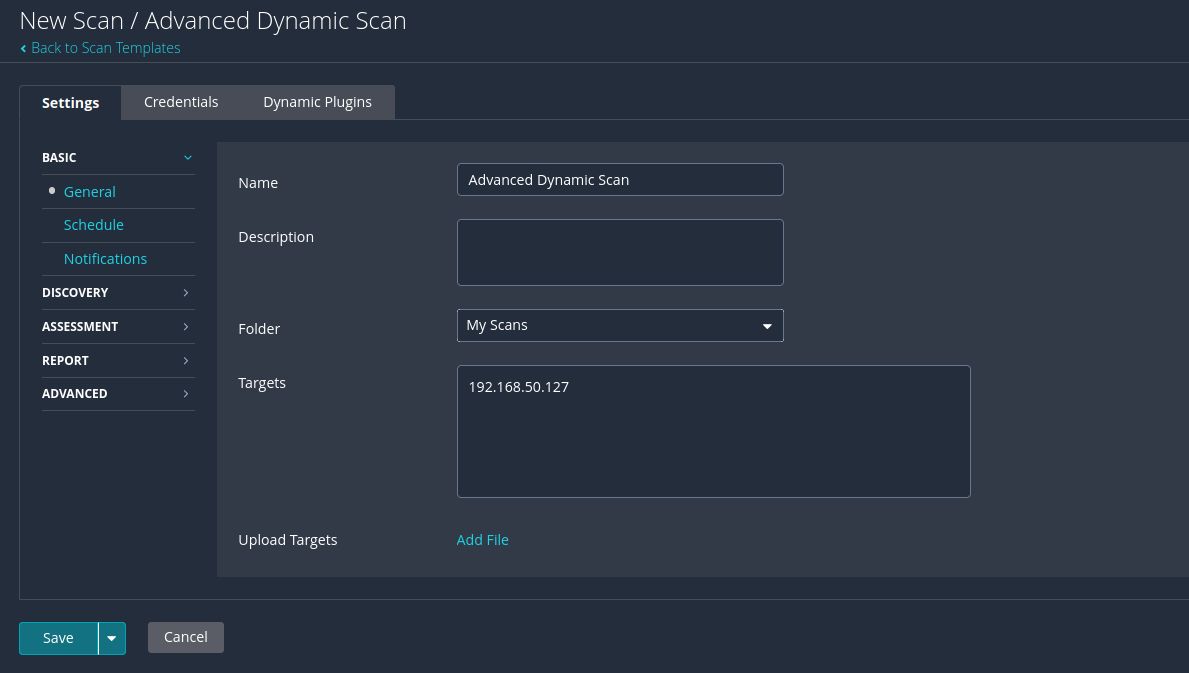 New Scan / Advanced Dynamic Scan
Back to Scan Templates
Settings
Credentials
Dynamic Plugins
BASIC
General
Schedule
Notifications
DISCOVERY
ASSESSMENT
REPORT
ADVANCED
Name
Advanced Dynamic Scan
Description
Folder
My Scans
Targets
192.168.50.127
Upload Targets
Add File
Save
Cancel